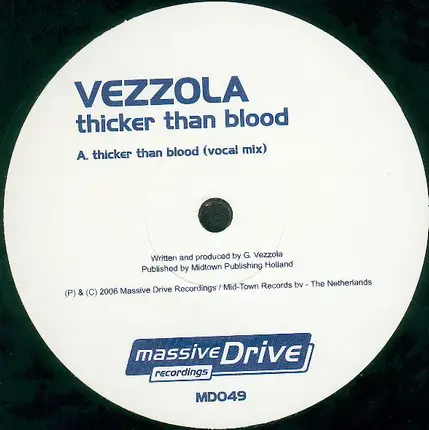 VEZZOLA
thicker than blood
A. thicker than blood (vocal mix)
Written and produced by G. Vezzola
Published by Midtown Publishing Holland
(P) & (C) 2006 Massive Drive Recordings / Mid-Town Records bv - The Netherlands
massive Drive
recordings
MD049